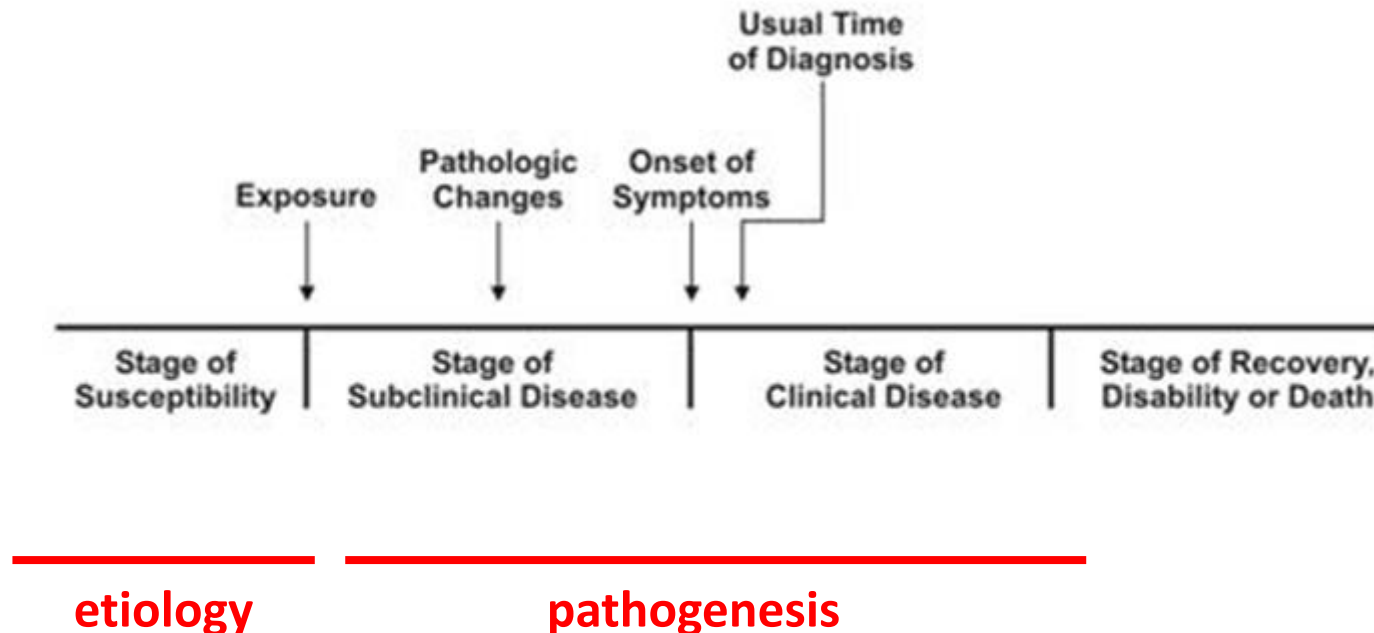 Usual Time
of Diagnosis
Pathologic
Changes
Onset of
Symptoms
Exposure
Stage of
Susceptibility
Stage of
Subclinical Disease
Stage of
Clinical Disease
Stage of Recovery,
Disability or Death
etiology
pathogenesis